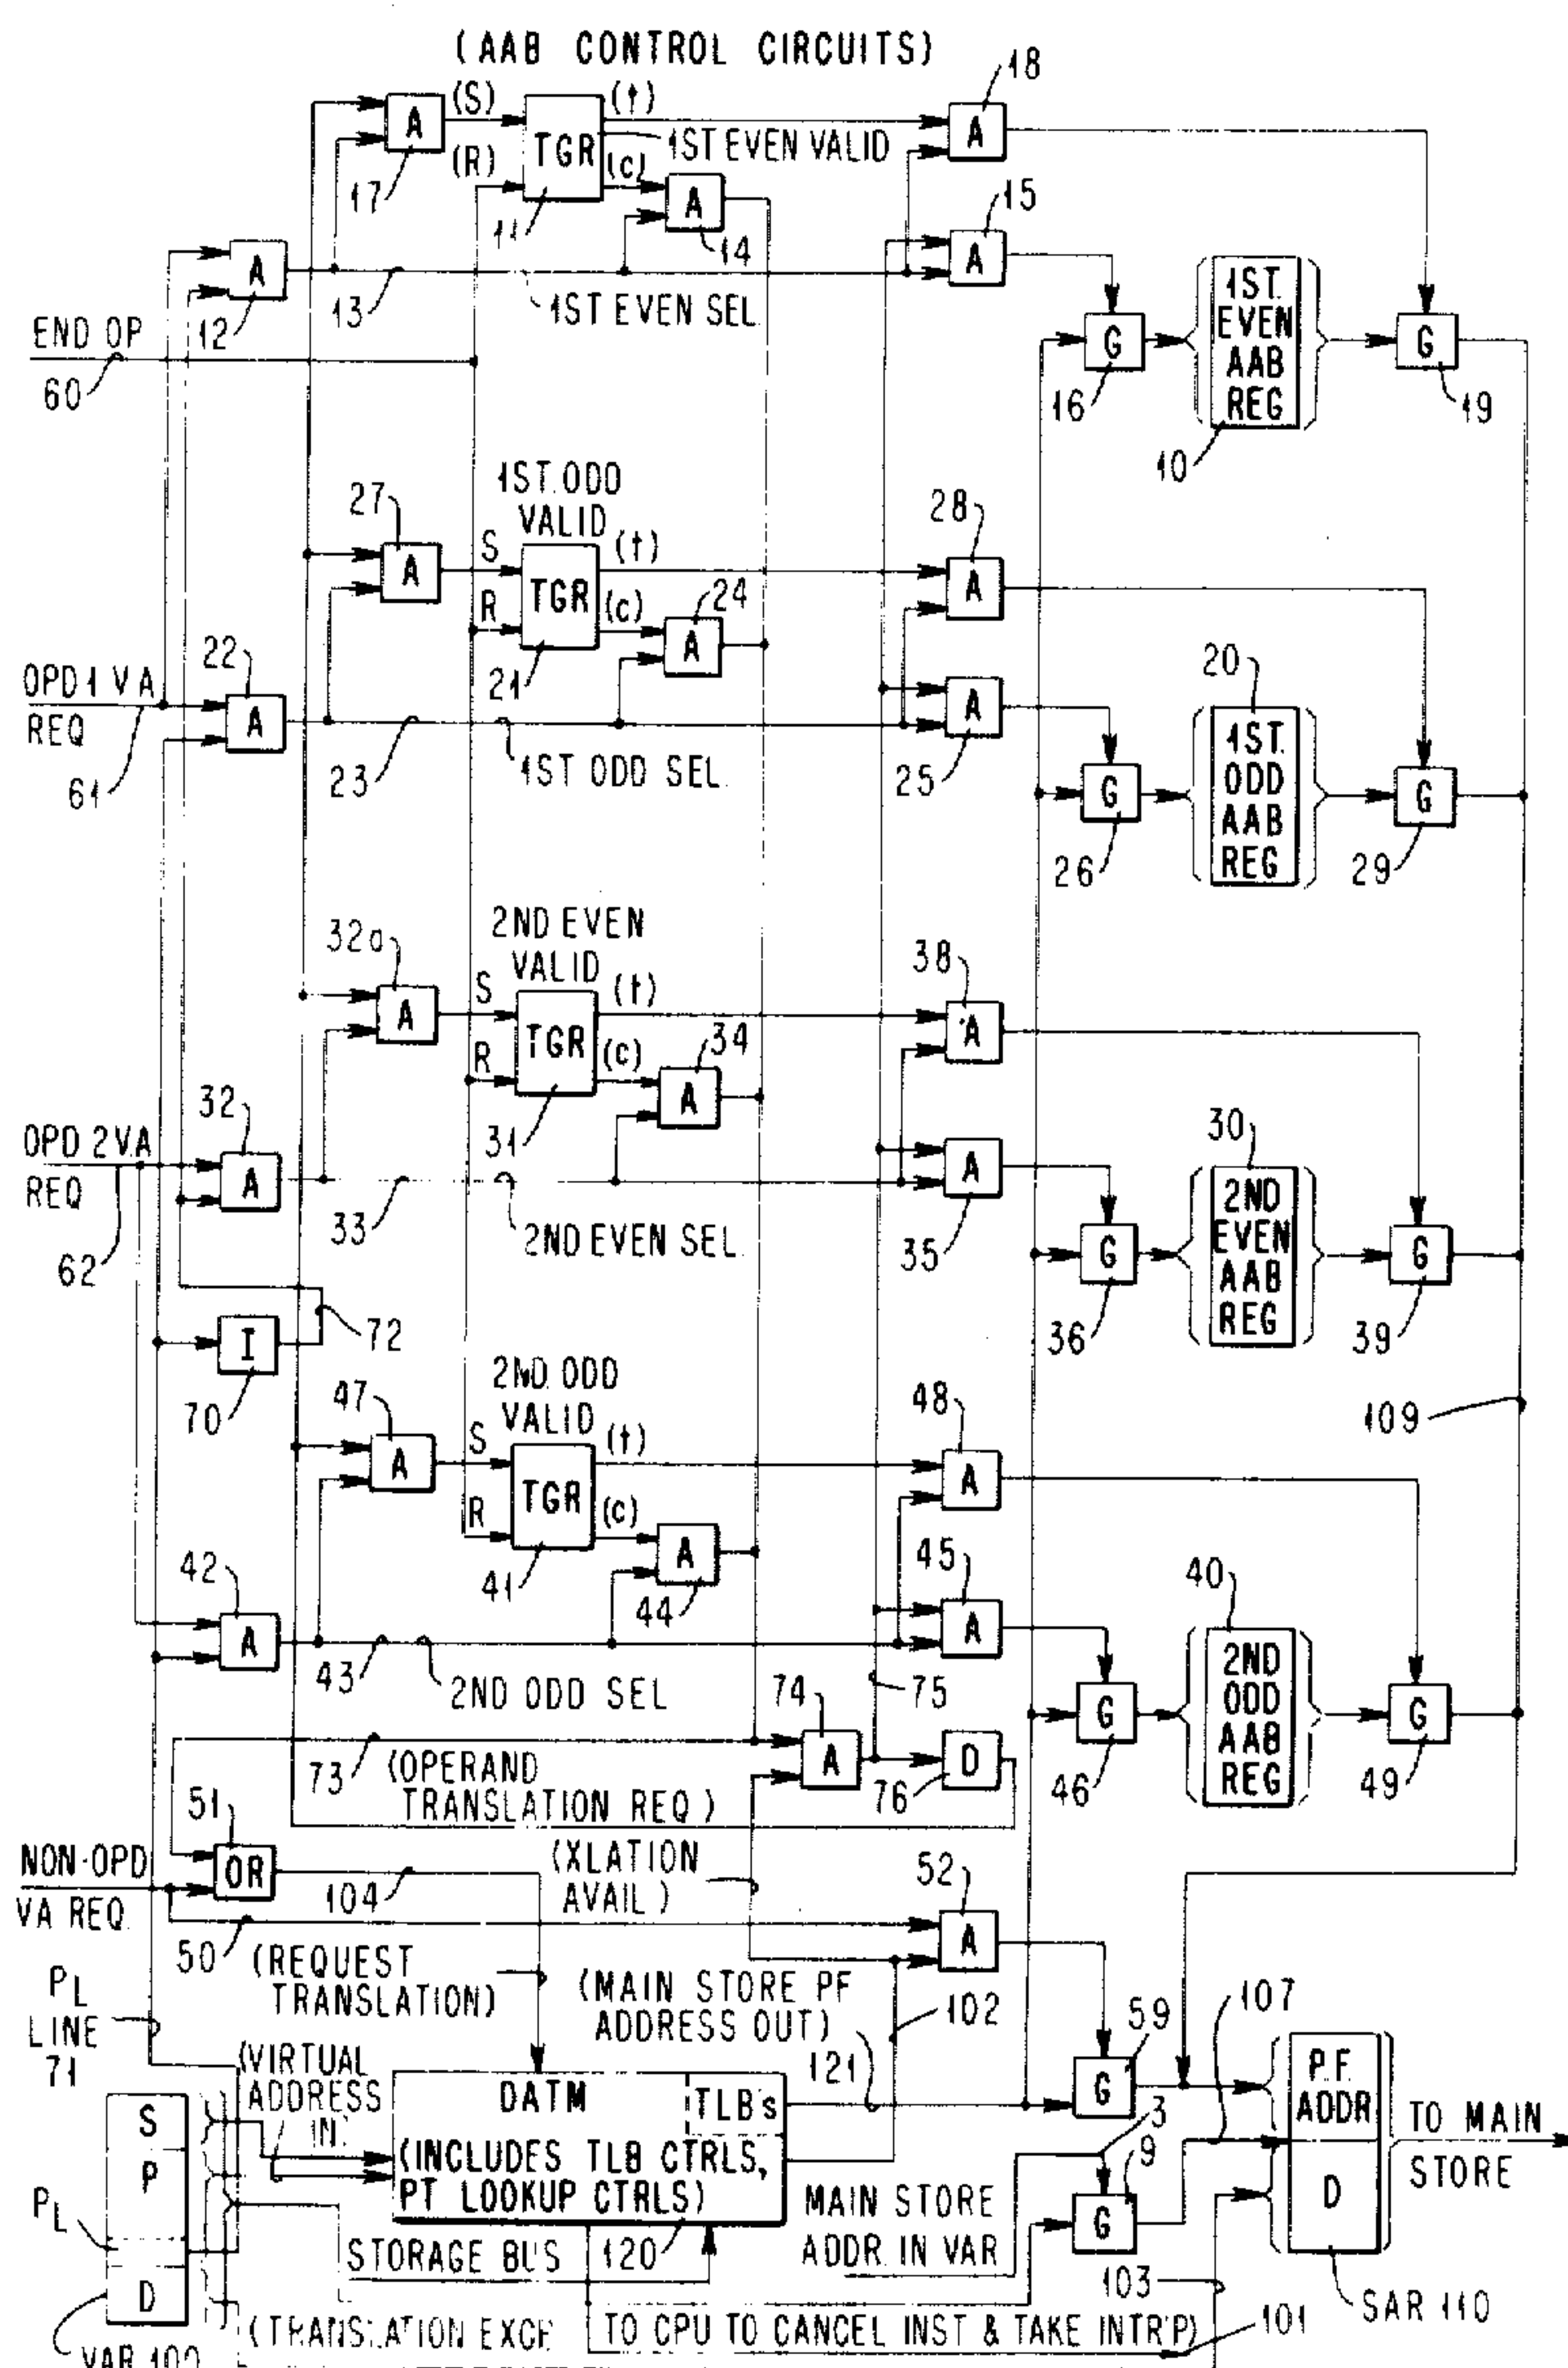 (AAB CONTROL CIRCUITS)
A
17
(S)
(R)
TGR
11
(t)
(c)
1ST EVEN VALID
A
14
A
18
A
15
A
12
13
1ST EVEN SEL
END OP
60
G
16
1ST
EVEN
AAB
REG
10
G
19
27
A
1ST ODD
VALID
S
R
TGR
21
(t)
(c)
24
A
28
A
22
A
OPD 1 VA
REQ
61
23
1ST ODD SEL
A
25
20
1ST
ODD
AAB
REG
G
26
G
29
32a
A
2ND EVEN
VALID
S
R
TGR
31
(t)
(c)
34
A
38
A
32
A
OPD 2 VA
REQ
62
33
2ND EVEN SEL
A
35
30
2ND
EVEN
AAB
REG
G
36
G
39
I
70
72
47
A
2ND ODD
VALID
S
R
TGR
41
(t)
(c)
A
44
48
A
109
42
A
43
2ND ODD SEL
45
A
40
2ND
ODD
AAB
REG
G
46
G
49
74
A
75
D
76
73
(OPERAND
TRANSLATION REQ)
51
OR
NON-OPD
VA REQ
104
(XLATION
AVAIL)
52
A
50
(REQUEST
TRANSLATION)
(MAIN STORE PF
ADDRESS OUT)
121
102
PL
LINE
71
(VIRTUAL
ADDRESS
IN)
DATM
TLB's
(INCLUDES TLB CTRLS,
PT LOOKUP CTRLS)
120
59
G
107
3
9
G
P.F.
ADDR
D
TO MAIN
STORE
SAR 110
S
P
PL
D
VAR 100
STORAGE BUS
MAIN STORE
ADDR IN VAR
103
(TRANSLATION EXCP
TO CPU TO CANCEL INST & TAKE INTR'P)
101